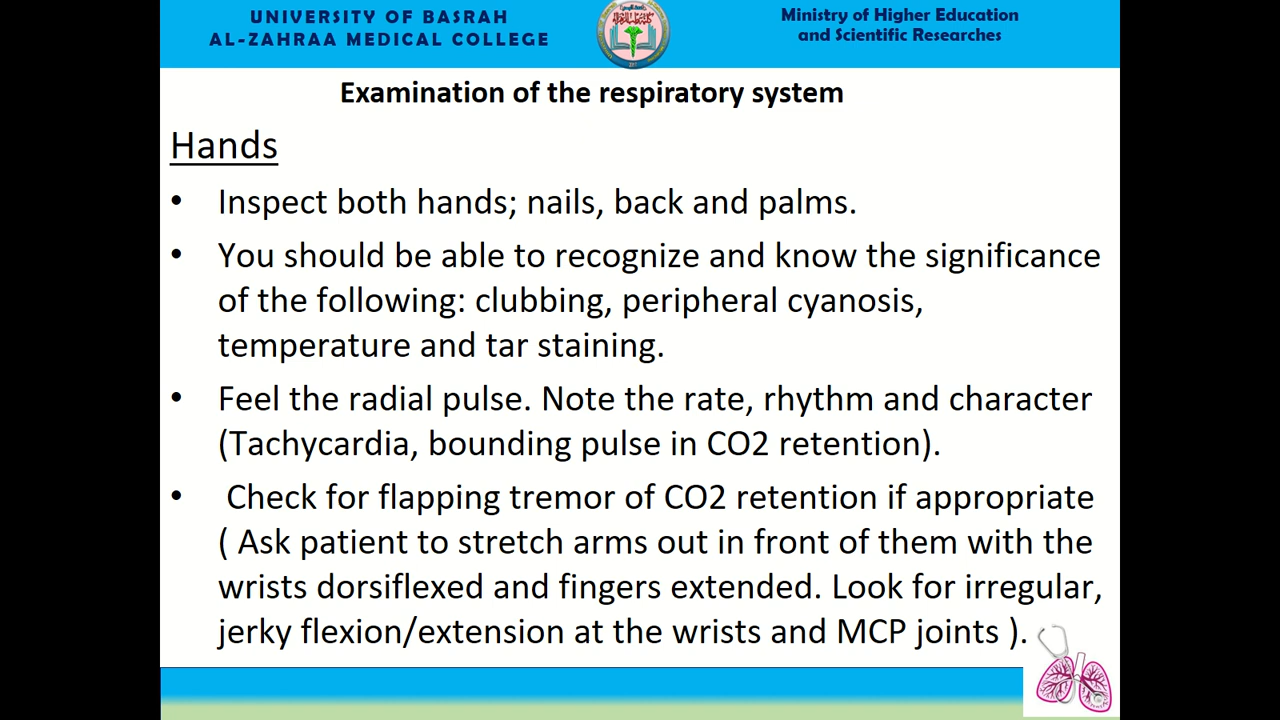 UNIVERSITY OF BASRAH
AL-ZAHRAA MEDICAL COLLEGE
Ministry of Higher Education
and Scientific Researches
Examination of the respiratory system
Hands
• Inspect both hands; nails, back and palms.
• You should be able to recognize and know the significance
of the following: clubbing, peripheral cyanosis,
temperature and tar staining.
• Feel the radial pulse. Note the rate, rhythm and character
(Tachycardia, bounding pulse in CO2 retention).
• Check for flapping tremor of CO2 retention if appropriate
( Ask patient to stretch arms out in front of them with the
wrists dorsiflexed and fingers extended. Look for irregular,
jerky flexion/extension at the wrists and MCP joints ).